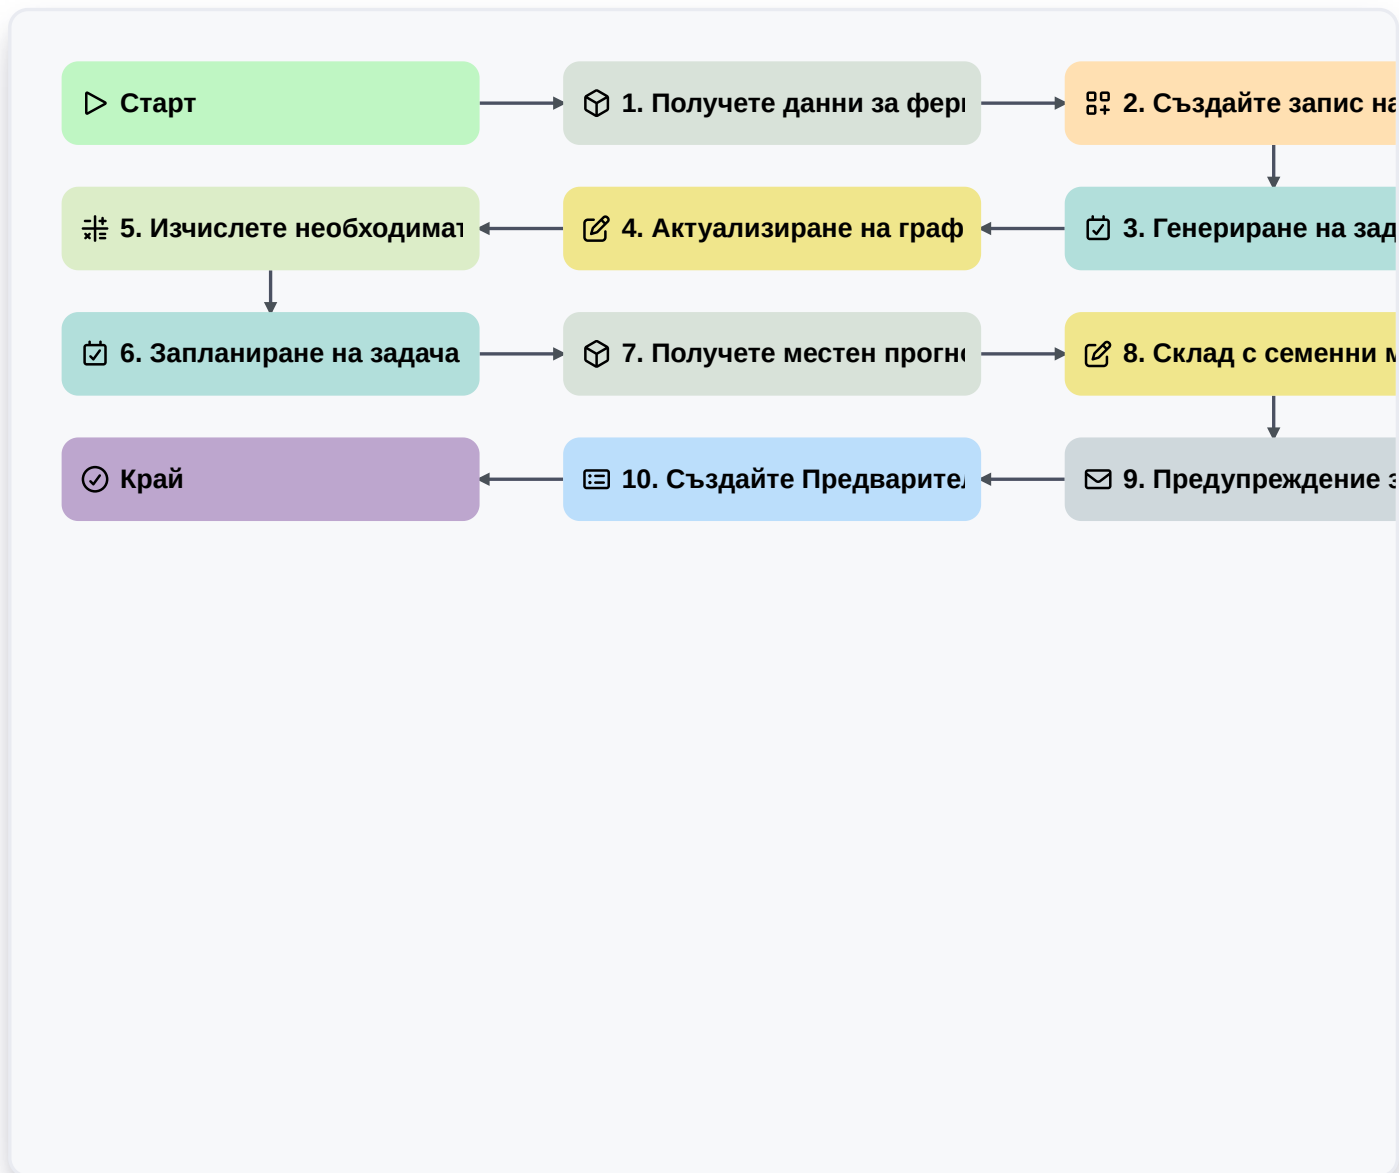 Старт
1. Получете данни за
2. Създайте запис на
5. Изчислете
4. Актуализиране на
3. Генериране на
6. Запланиране на задача
7. Получете местен
8. Склад с семенни
Край
10. Създайте
9. Предупреждение